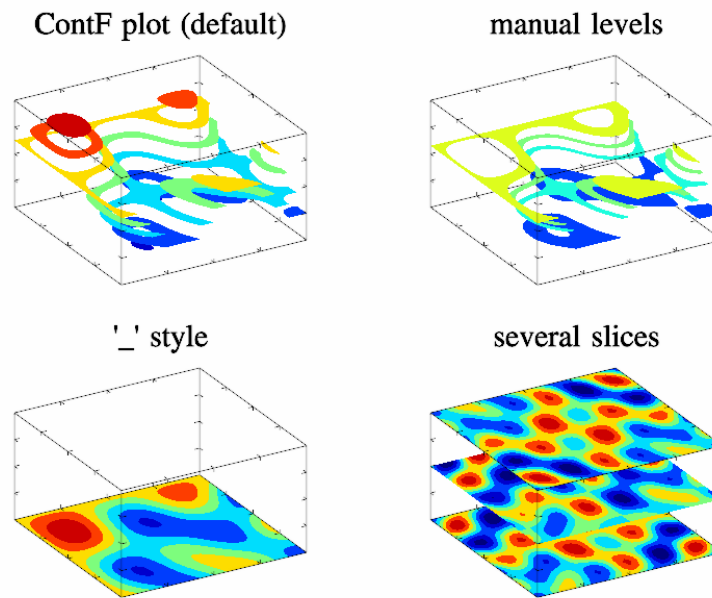 ContF plot (default)
manual levels
'_' style
several slices